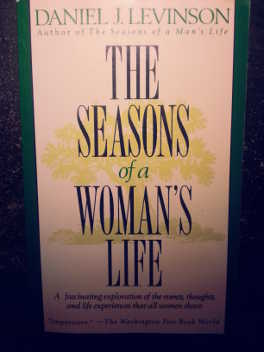 DANIEL J. LEVINSON
Author of The Seasons of a Man's Life
THE
SEASONS
of a
WOMAN'S
LIFE
A fascinating exploration of the events, thoughts,
and life experiences that all women share
"Impressive." — The Washington Post Book World